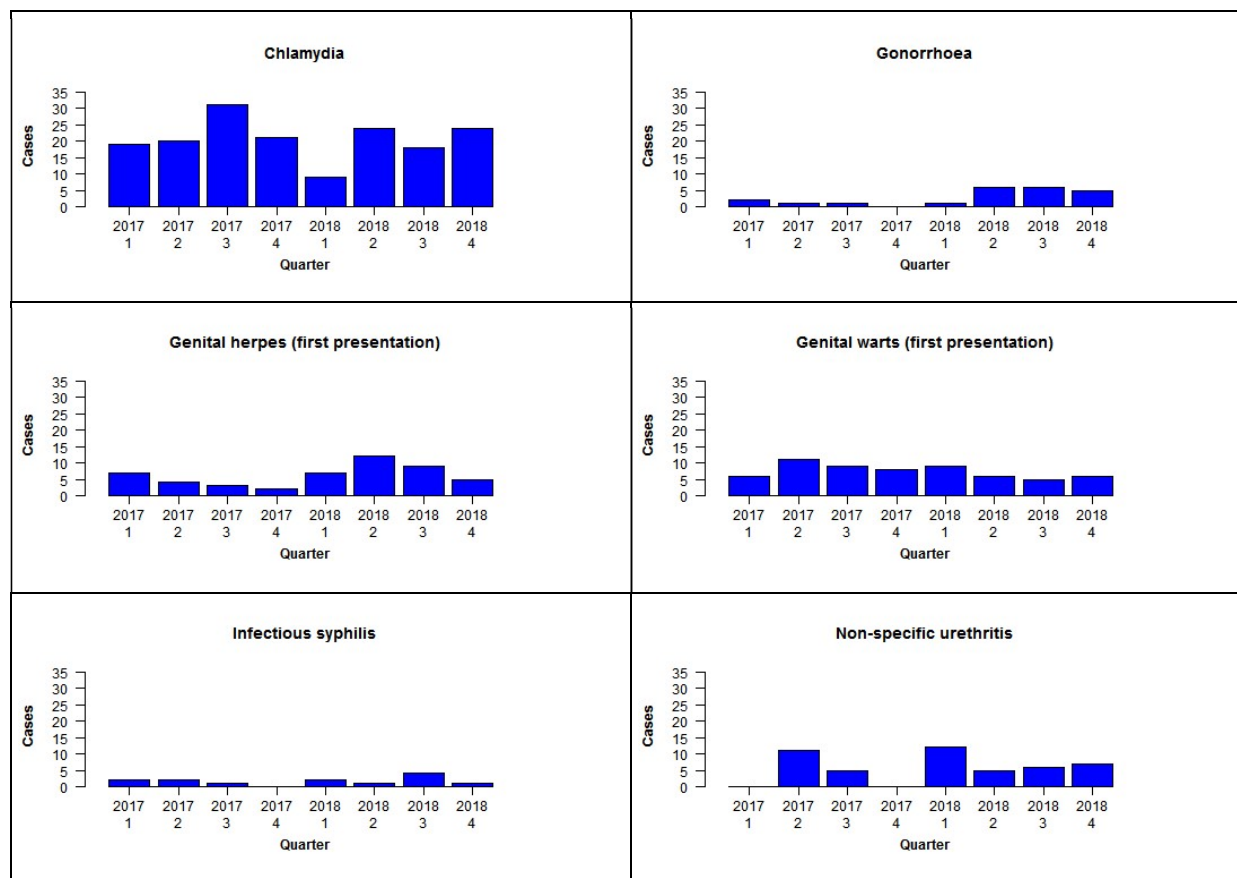 Chlamydia
Cases
35
30
25
20
15
10
5
0
2017 2017 2017 2017 2018 2018 2018 2018
1 2 3 4 1 2 3 4
Quarter
Gonorrhoea
Cases
35
30
25
20
15
10
5
0
2017 2017 2017 2017 2018 2018 2018 2018
1 2 3 4 1 2 3 4
Quarter
Genital herpes (first presentation)
Cases
35
30
25
20
15
10
5
0
2017 2017 2017 2017 2018 2018 2018 2018
1 2 3 4 1 2 3 4
Quarter
Genital warts (first presentation)
Cases
35
30
25
20
15
10
5
0
2017 2017 2017 2017 2018 2018 2018 2018
1 2 3 4 1 2 3 4
Quarter
Infectious syphilis
Cases
35
30
25
20
15
10
5
0
2017 2017 2017 2017 2018 2018 2018 2018
1 2 3 4 1 2 3 4
Quarter
Non-specific urethritis
Cases
35
30
25
20
15
10
5
0
2017 2017 2017 2017 2018 2018 2018 2018
1 2 3 4 1 2 3 4
Quarter